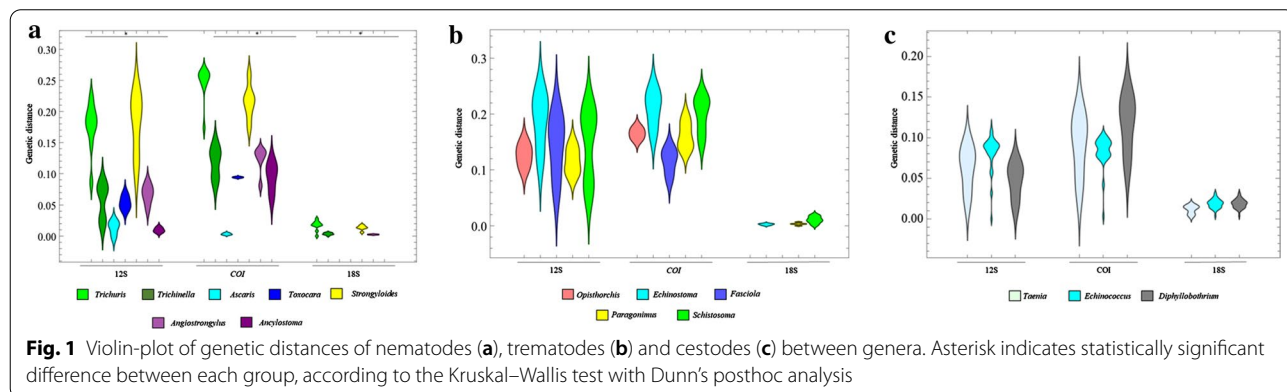 a
* * *
Genetic distance
0.30
0.25
0.20
0.15
0.10
0.05
0.00
12S COI 18S
Trichuris Trichinella Ascaris Toxocara Strongyloides
Angiostrongylus Ancylostoma
b
Genetic distance
0.3
0.2
0.1
0.0
12S COI 18S
Opisthorchis Echinostoma Fasciola
Paragonimus Schistosoma
c
Genetic distance
0.20
0.15
0.10
0.05
0.00
12S COI 18S
Taenia Echinococcus Diphyllobothrium
Fig. 1 Violin-plot of genetic distances of nematodes (a), trematodes (b) and cestodes (c) between genera. Asterisk indicates statistically significant
difference between each group, according to the Kruskal–Wallis test with Dunn's posthoc analysis